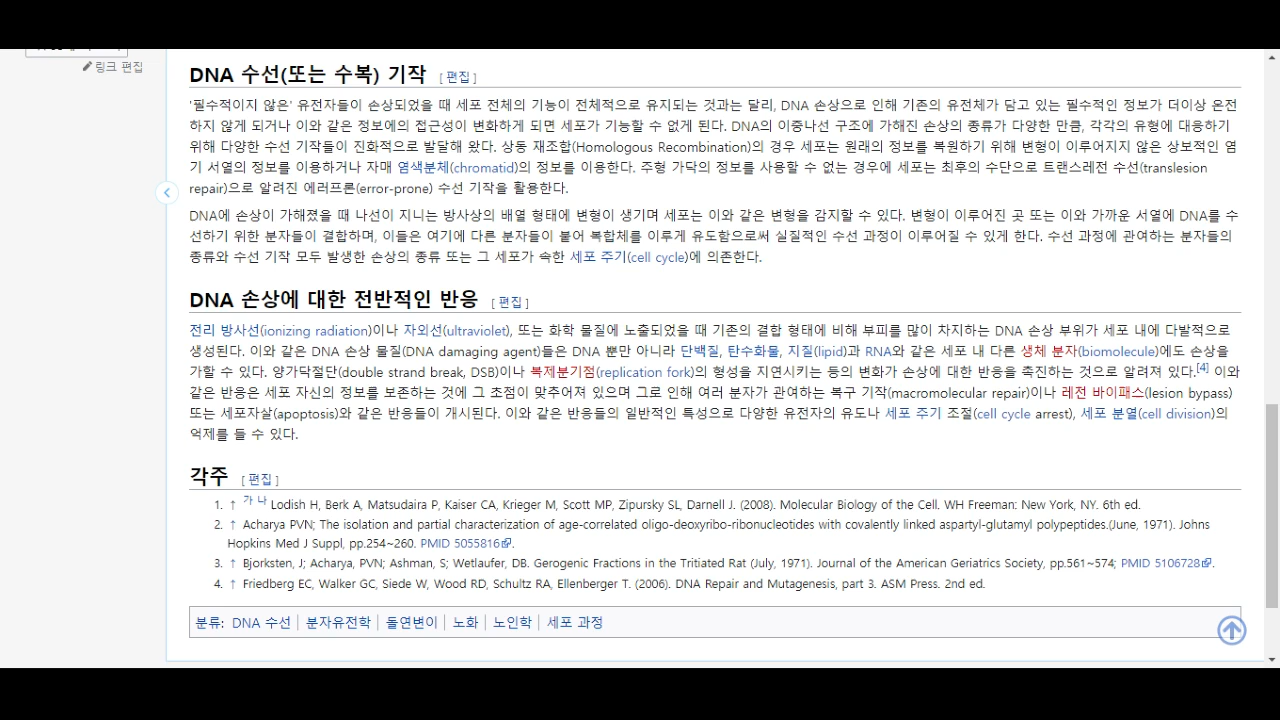 링크 편집
DNA 수선(또는 수복) 기작 [편집]
'필수적이지 않은' 유전자들이 손상되었을 때 세포 전체의 기능이 전체적으로 유지되는 것과는 달리, DNA 손상으로 인해 기존의 유전체가 담고 있는 필수적인 정보가 더이상 온전
하지 않게 되거나 이와 같은 정보에의 접근성이 변화하게 되면 세포가 기능할 수 없게 된다. DNA의 이중나선 구조에 가해진 손상의 종류가 다양한 만큼, 각각의 유형에 대응하기
위해 다양한 수선 기작들이 진화적으로 발달해 왔다. 상동 재조합(Homologous Recombination)의 경우 세포는 원래의 정보를 복원하기 위해 변형이 이루어지지 않은 상보적인 염
기 서열의 정보를 이용하거나 자매 염색분체(chromatid)의 정보를 이용한다. 주형 가닥의 정보를 사용할 수 없는 경우에 세포는 최후의 수단으로 트랜스레전 수선(translesion
repair)으로 알려진 에러프론(error-prone) 수선 기작을 활용한다.
DNA에 손상이 가해졌을 때 나선이 지니는 방사상의 배열 형태에 변형이 생기며 세포는 이와 같은 변형을 감지할 수 있다. 변형이 이루어진 곳 또는 이와 가까운 서열에 DNA를 수
선하기 위한 분자들이 결합하며, 이들은 여기에 다른 분자들이 붙어 복합체를 이루게 유도함으로써 실질적인 수선 과정이 이루어질 수 있게 한다. 수선 과정에 관여하는 분자들의
종류와 수선 기작 모두 발생한 손상의 종류 또는 그 세포가 속한 세포 주기(cell cycle)에 의존한다.
DNA 손상에 대한 전반적인 반응 [편집]
전리 방사선(ionizing radiation)이나 자외선(ultraviolet), 또는 화학 물질에 노출되었을 때 기존의 결합 형태에 비해 부피를 많이 차지하는 DNA 손상 부위가 세포 내에 다발적으로
생성된다. 이와 같은 DNA 손상 물질(DNA damaging agent)들은 DNA 뿐만 아니라 단백질, 탄수화물, 지질(lipid)과 RNA와 같은 세포 내 다른 생체 분자(biomolecule)에도 손상을
가할 수 있다. 양가닥절단(double strand break, DSB)이나 복제분기점(replication fork)의 형성을 지연시키는 등의 변화가 손상에 대한 반응을 촉진하는 것으로 알려져 있다.[4] 이와
같은 반응은 세포 자신의 정보를 보존하는 것에 그 초점이 맞추어져 있으며 그로 인해 여러 분자가 관여하는 복구 기작(macromolecular repair)이나 레전 바이패스(lesion bypass)
또는 세포자살(apoptosis)와 같은 반응들이 개시된다. 이와 같은 반응들의 일반적인 특성으로 다양한 유전자의 유도나 세포 주기 조절(cell cycle arrest), 세포 분열(cell division)의
억제를 들 수 있다.
각주 [편집]
1. ↑ 가 나 Lodish H, Berk A, Matsudaira P, Kaiser CA, Krieger M, Scott MP, Zipursky SL, Darnell J. (2008). Molecular Biology of the Cell. WH Freeman: New York, NY. 6th ed.
2. ↑ Acharya PVN; The isolation and partial characterization of age-correlated oligo-deoxyribo-ribonucleotides with covalently linked aspartyl-glutamyl polypeptides.(June, 1971). Johns
Hopkins Med J Suppl, pp.254~260. PMID 5055816.
3. ↑ Bjorksten, J; Acharya, PVN; Ashman, S; Wetlaufer, DB. Gerogenic Fractions in the Tritiated Rat (July, 1971). Journal of the American Geriatrics Society, pp.561~574; PMID 5106728.
4. ↑ Friedberg EC, Walker GC, Siede W, Wood RD, Schultz RA, Ellenberger T. (2006). DNA Repair and Mutagenesis, part 3. ASM Press. 2nd ed.
분류: DNA 수선 | 분자유전학 | 돌연변이 | 노화 | 노인학 | 세포 과정